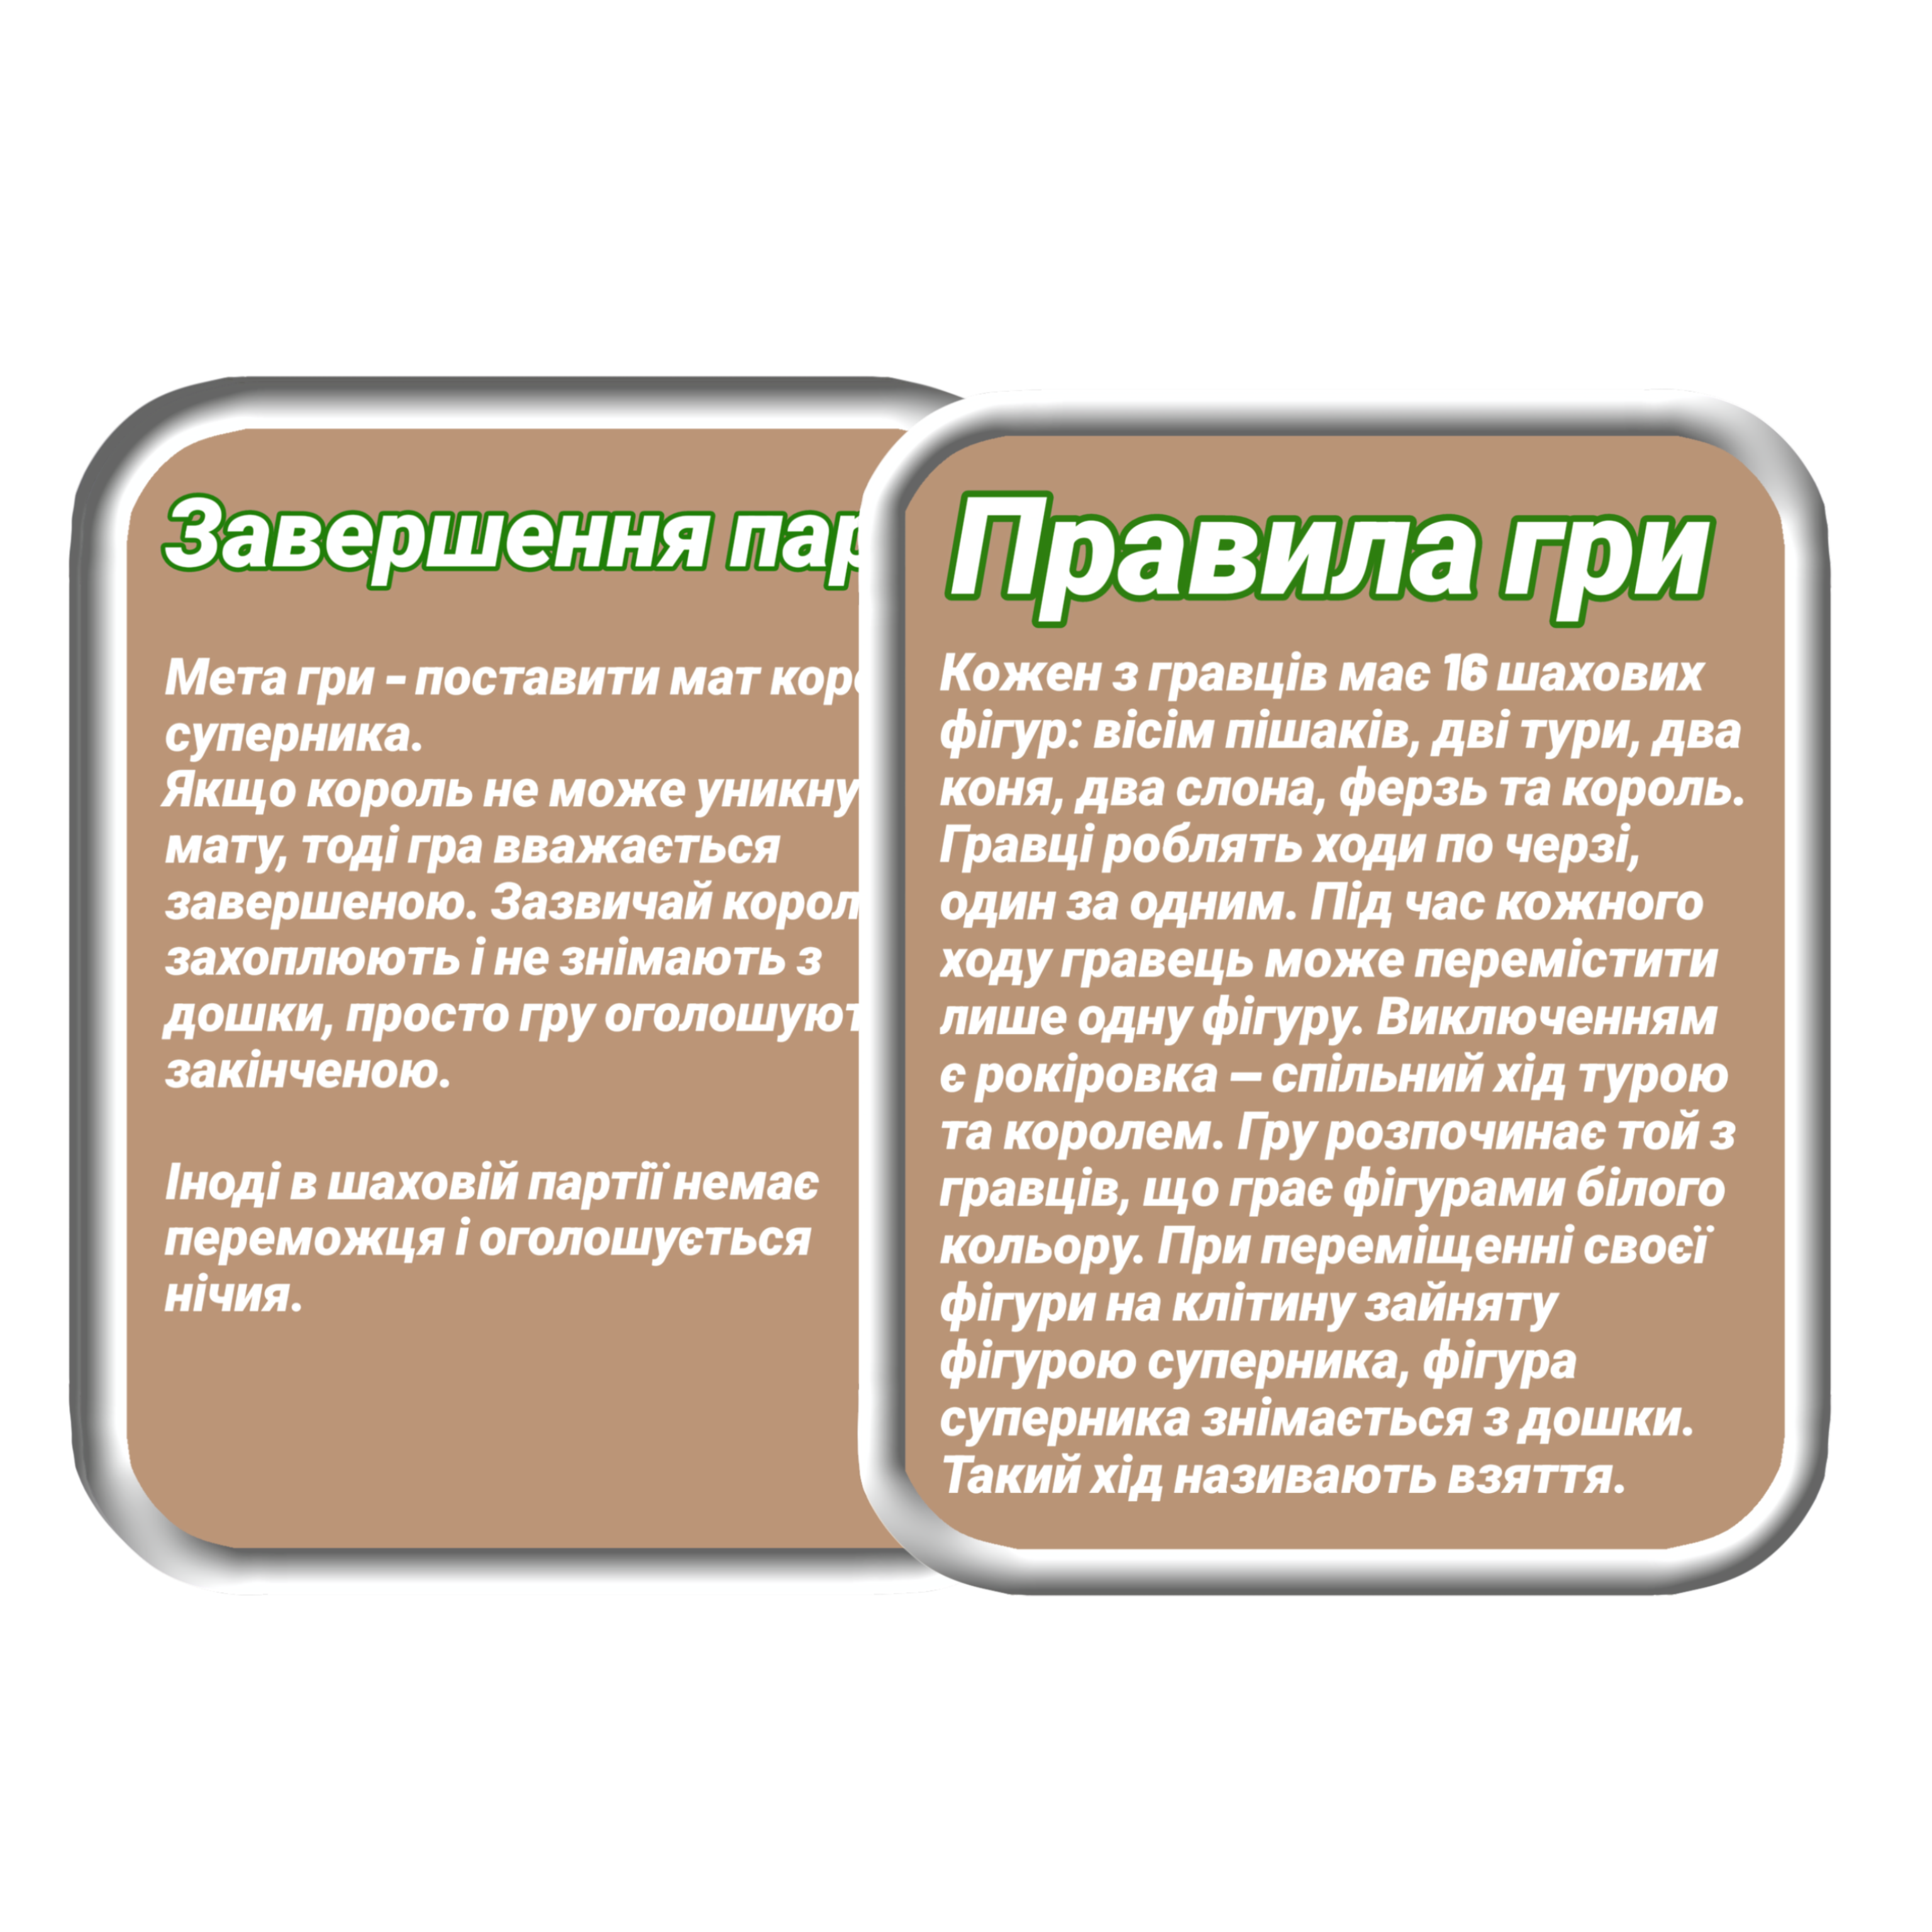 Завершення
Мета гри - поставити мат
суперника.
Якщо король не може
мату, тоді гра вважається
завершеною. Зазвичай
захоплюють і не знімають з
дошки, просто гру
закінченою.
Іноді в шаховій партії немає
переможця і оголошується
нічия.
Правила гри
Кожен з гравців має 16 шахових
фігур: вісім пішаків, дві тури, два
коня, два слона, ферзь та король.
Гравці роблять ходи по черзі,
один за одним. Під час кожного
ходу гравець може перемістити
лише одну фігуру. Виключенням
є рокіровка — спільний хід турою
та королем. Гру розпочинає той з
гравців, що грає фігурами білого
кольору. При переміщенні своєї
фігури на клітину зайняту
фігурою суперника, фігура
суперника знімається з дошки.
Такий хід називають взяття.